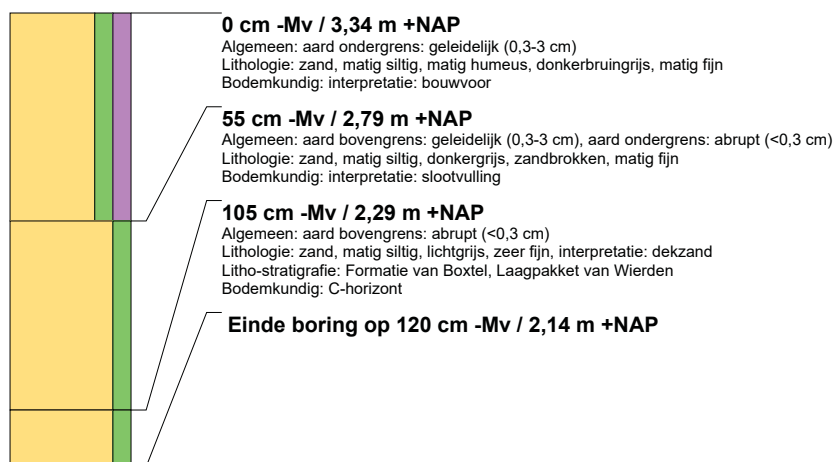 0 cm -Mv / 3,34 m +NAP
Algemeen: aard ondergrens: geleidelijk (0,3-3 cm)
Lithologie: zand, matig siltig, matig humeus, donkerbruingrijs, matig fijn
Bodemkundig: interpretatie: bouwvoor
55 cm -Mv / 2,79 m +NAP
Algemeen: aard bovengrens: geleidelijk (0,3-3 cm), aard ondergrens: abrupt (<0,3 cm)
Lithologie: zand, matig siltig, donkergrijs, zandbrokken, matig fijn
Bodemkundig: interpretatie: slootvulling
105 cm -Mv / 2,29 m +NAP
Algemeen: aard bovengrens: abrupt (<0,3 cm)
Lithologie: zand, matig siltig, lichtgrijs, zeer fijn, interpretatie: dekzand
Litho-stratigrafie: Formatie van Boxtel, Laagpakket van Wierden
Bodemkundig: C-horizont
Einde boring op 120 cm -Mv / 2,14 m +NAP